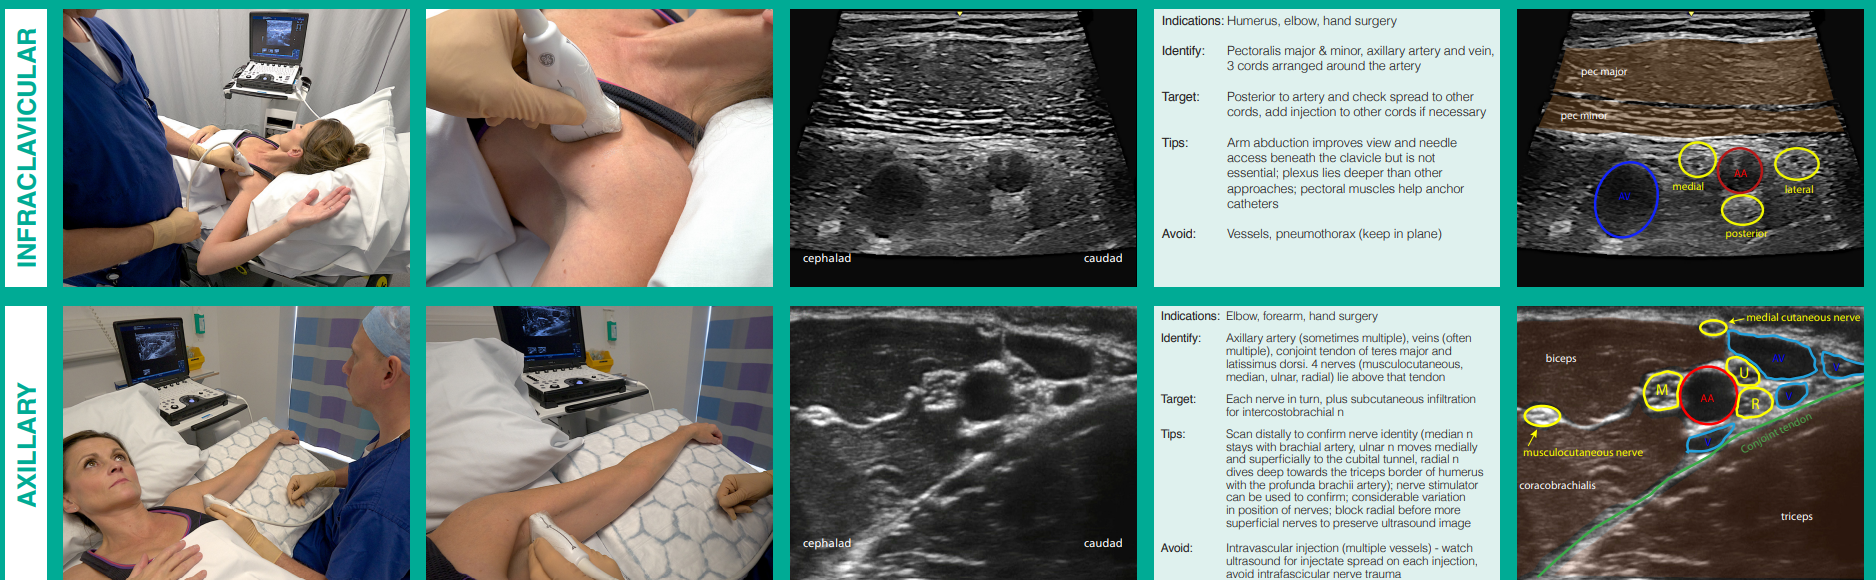 INFRACLAVICULAR
cephalad
caudad
Indications: Humerus, elbow, hand surgery
Identify: Pectoralis major & minor, axillary artery and vein,
3 cords arranged around the artery
Target: Posterior to artery and check spread to other
cords, add injection to other cords if necessary
Tips: Arm abduction improves view and needle
access beneath the clavicle but is not
essential; plexus lies deeper than other
approaches; pectoral muscles help anchor
catheters
Avoid: Vessels, pneumothorax (keep in plane)
pec major
pec minor
AV
medial
AA
lateral
posterior
AXILLARY
cephalad
caudad
Indications: Elbow, forearm, hand surgery
Identify: Axillary artery (sometimes multiple), veins (often
multiple), conjoint tendon of teres major and
latissimus dorsi. 4 nerves (musculocutaneous,
median, ulnar, radial) lie above that tendon
Target: Each nerve in turn, plus subcutaneous infiltration
for intercostobrachial n
Tips: Scan distally to confirm nerve identity (median n
stays with brachial artery, ulnar n moves medially
and superficially to the cubital tunnel, radial n
dives deep towards the triceps border of humerus
with the profunda brachii artery); nerve stimulator
can be used to confirm; considerable variation
in position of nerves; block radial before more
superficial nerves to preserve ultrasound image
Avoid: Intravascular injection (multiple vessels) - watch
ultrasound for injectate spread on each injection,
avoid intrafascicular nerve trauma
medial cutaneous nerve
biceps
AV
V
U
M
AA
R
V
V
Conjoint tendon
musculocutaneous nerve
coracobrachialis
triceps